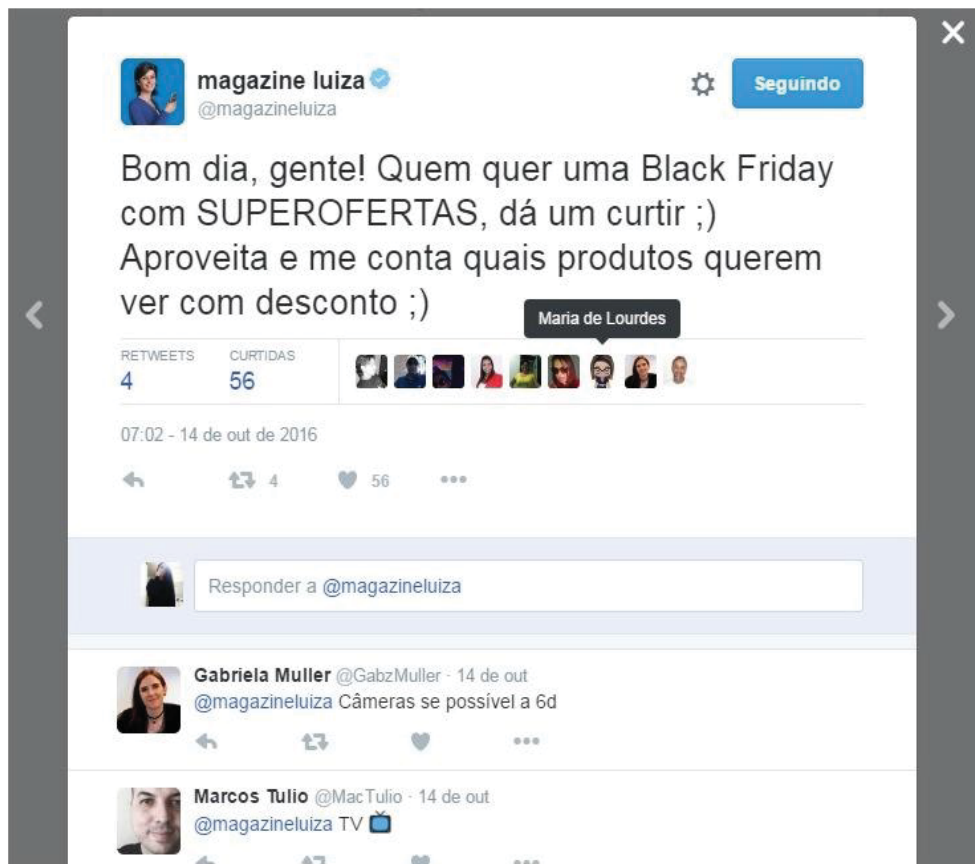 magazine luiza
@magazineluiza
Seguindo
Bom dia, gente! Quem quer uma Black Friday
com SUPEROFERTAS, dá um curtir ;)
Aproveita e me conta quais produtos querem
ver com desconto ;)
Maria de Lourdes
RETWEETS CURTIDAS
4 56
07:02 - 14 de out de 2016
4 56
Responder a @magazineluiza
Gabriela Muller @GabzMuller · 14 de out
@magazineluiza Câmeras se possível a 6d
Marcos Tulio @MacTulio · 14 de out
@magazineluiza TV